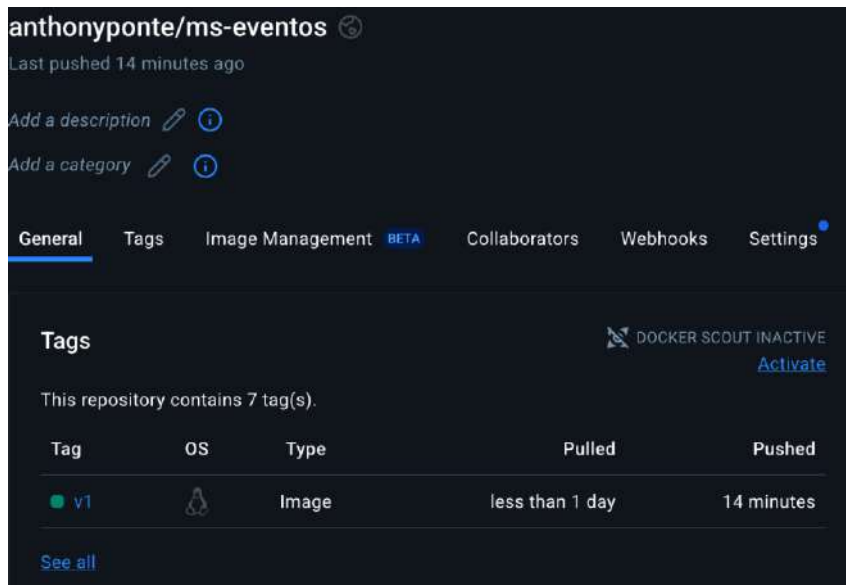 anthonyponte/ms-eventos
Last pushed 14 minutes ago
Add a description
Add a category
General Tags Image Management BETA Collaborators Webhooks Settings
Tags DOCKER SCOUT INACTIVE
Activate
This repository contains 7 tag(s).
Tag OS Type Pulled Pushed
v1 Image less than 1 day 14 minutes
See all